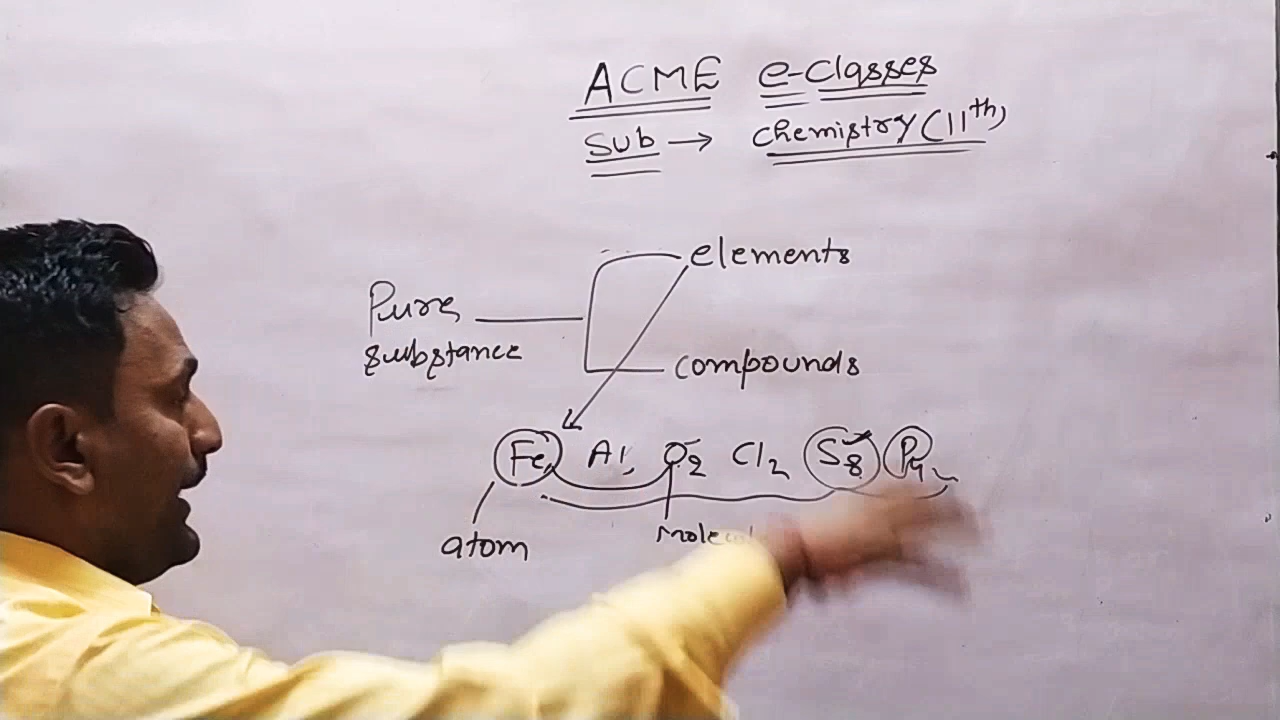 ACME e-classes
Sub → chemistry (11th)
elements
Pure
substance
compounds
Fe, Al, O2 Cl2 S8 P4
atom